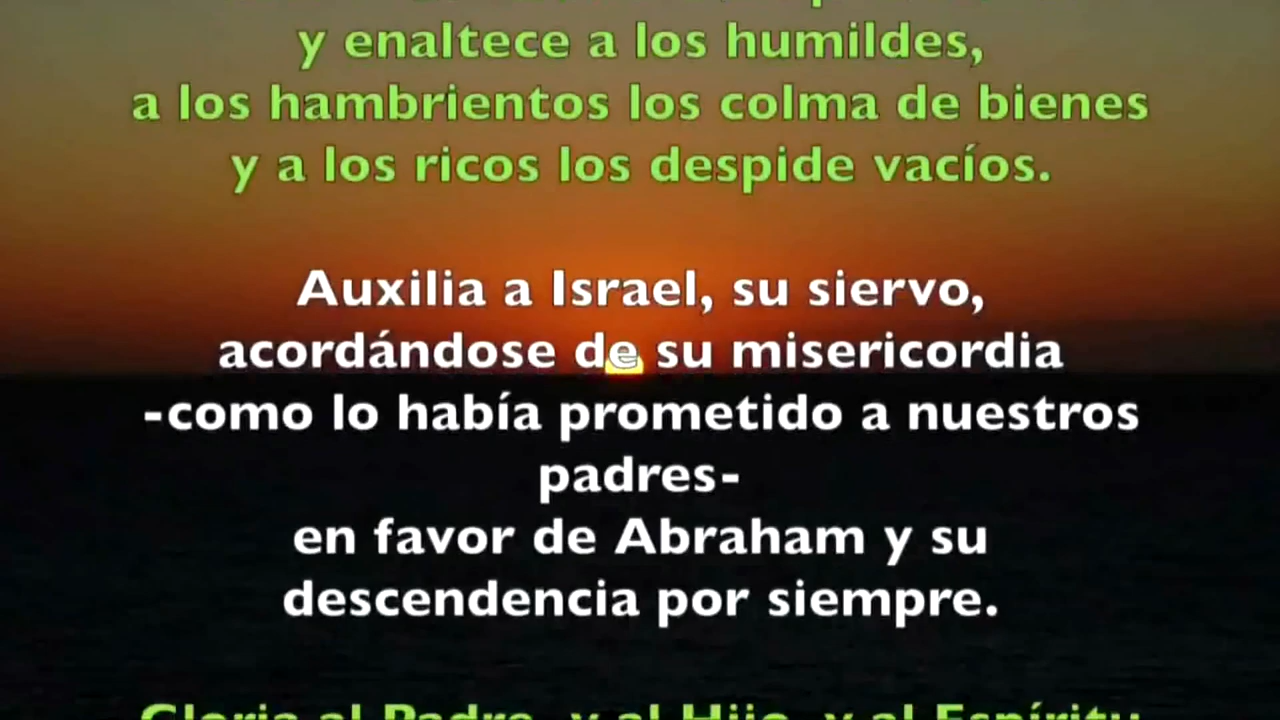 y enaltece a los humildes,
a los hambrientos los colma de bienes
y a los ricos los despide vacíos.
Auxilia a Israel, su siervo,
acordándose de su misericordia
-como lo había prometido a nuestros
padres-
en favor de Abraham y su
descendencia por siempre.
Gloria al Padre, y al Hijo, y al Espíritu